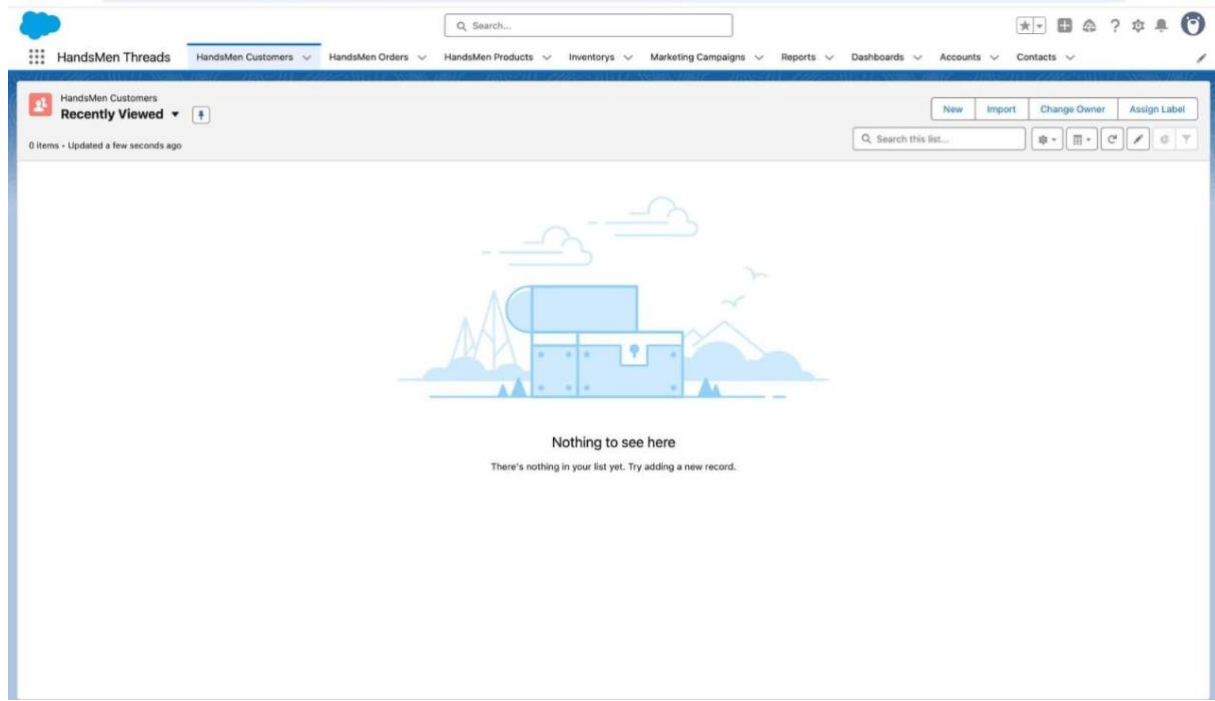 Search...
HandsMen Threads HandsMen Customers HandsMen Orders HandsMen Products Inventorys Marketing Campaigns Reports Dashboards Accounts Contacts
HandsMen Customers
Recently Viewed
New Import Change Owner Assign Label
0 items • Updated a few seconds ago
Search this list...
Nothing to see here
There's nothing in your list yet. Try adding a new record.